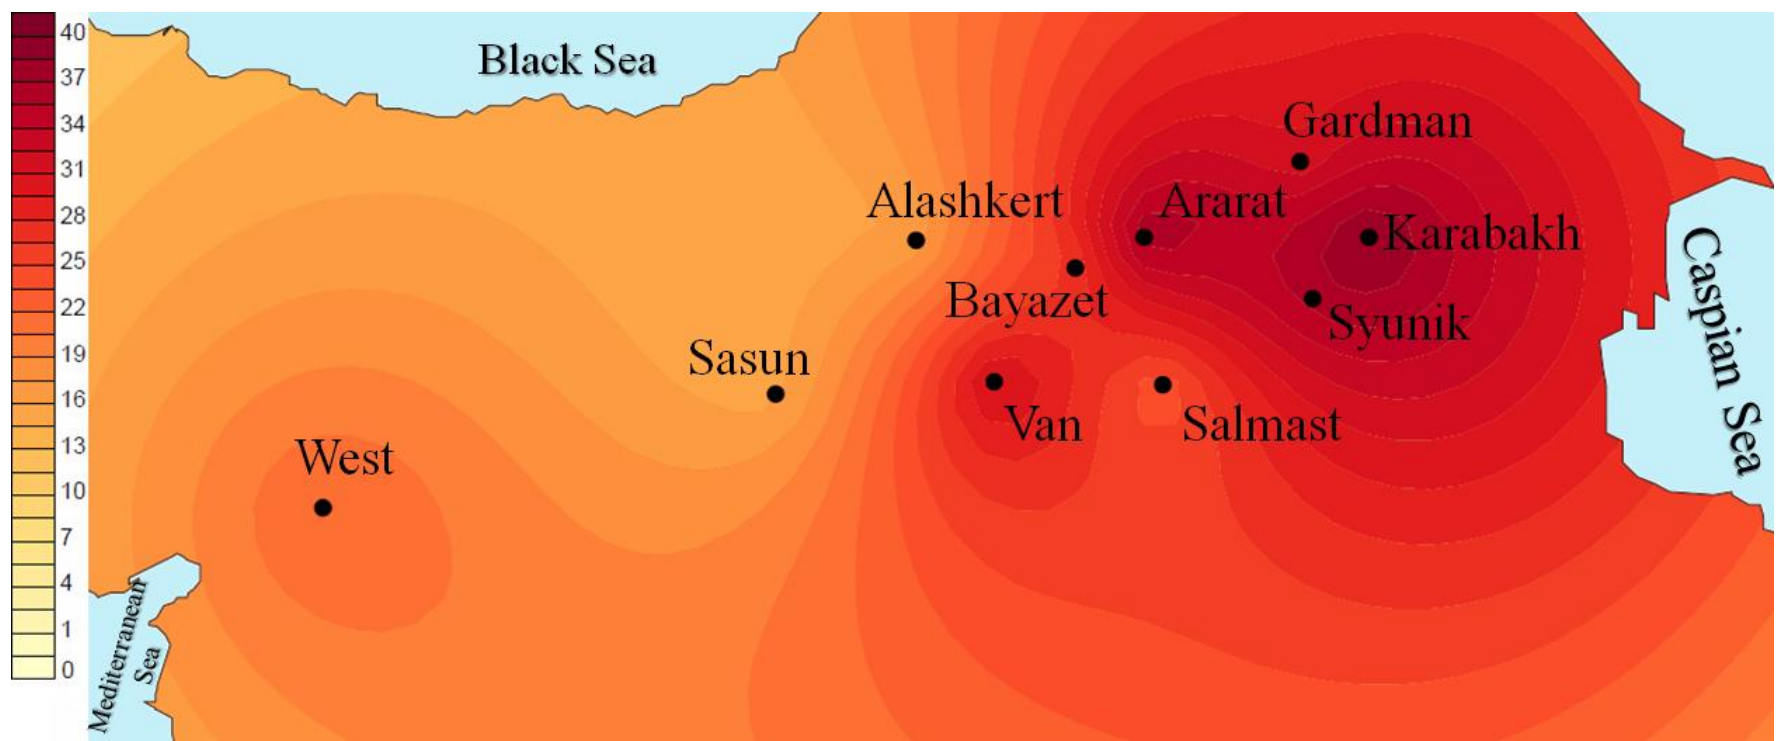 40
37
34
31
28
25
22
19
16
13
10
7
4
1
0
Black Sea
Gardman
Alashkert
Ararat
Karabakh
Bayazet
Syunik
Sasun
Van
Salmast
West
Caspian Sea
Mediterranean
Sea